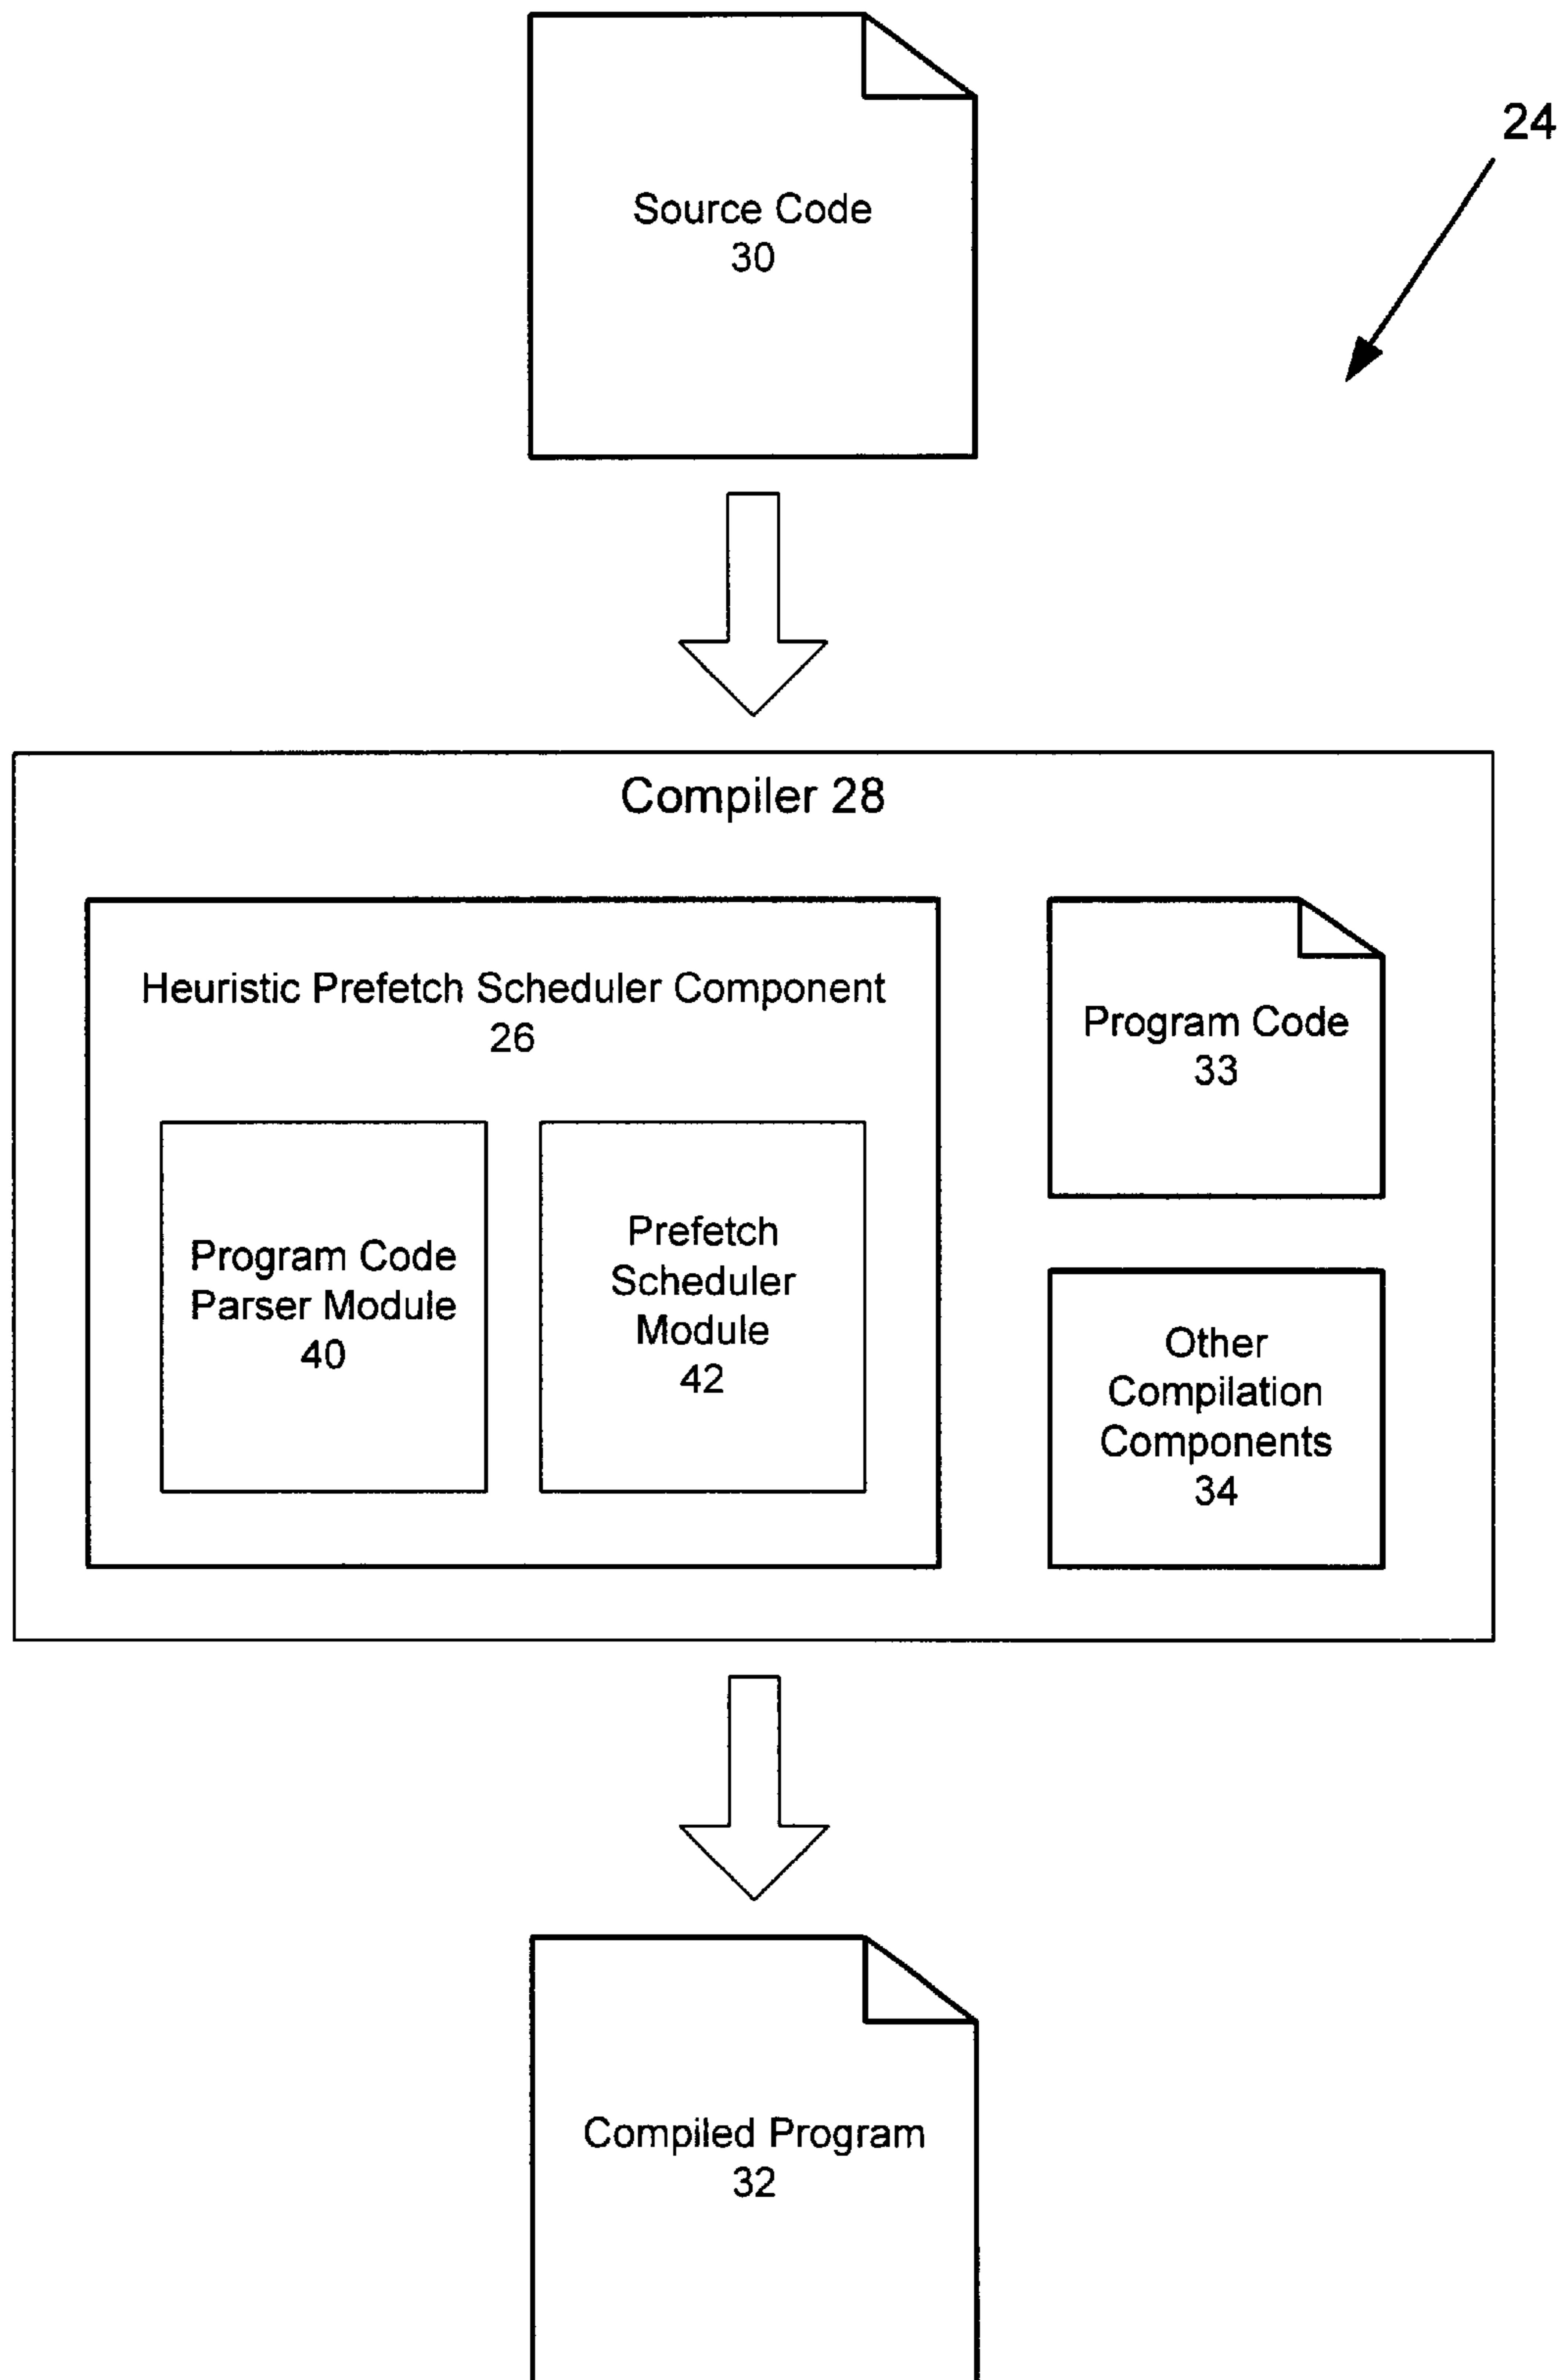 24
Source Code
30
Compiler 28
Heuristic Prefetch Scheduler Component
26
Program Code
33
Program Code
Parser Module
40
Prefetch
Scheduler
Module
42
Other
Compilation
Components
34
Compiled Program
32